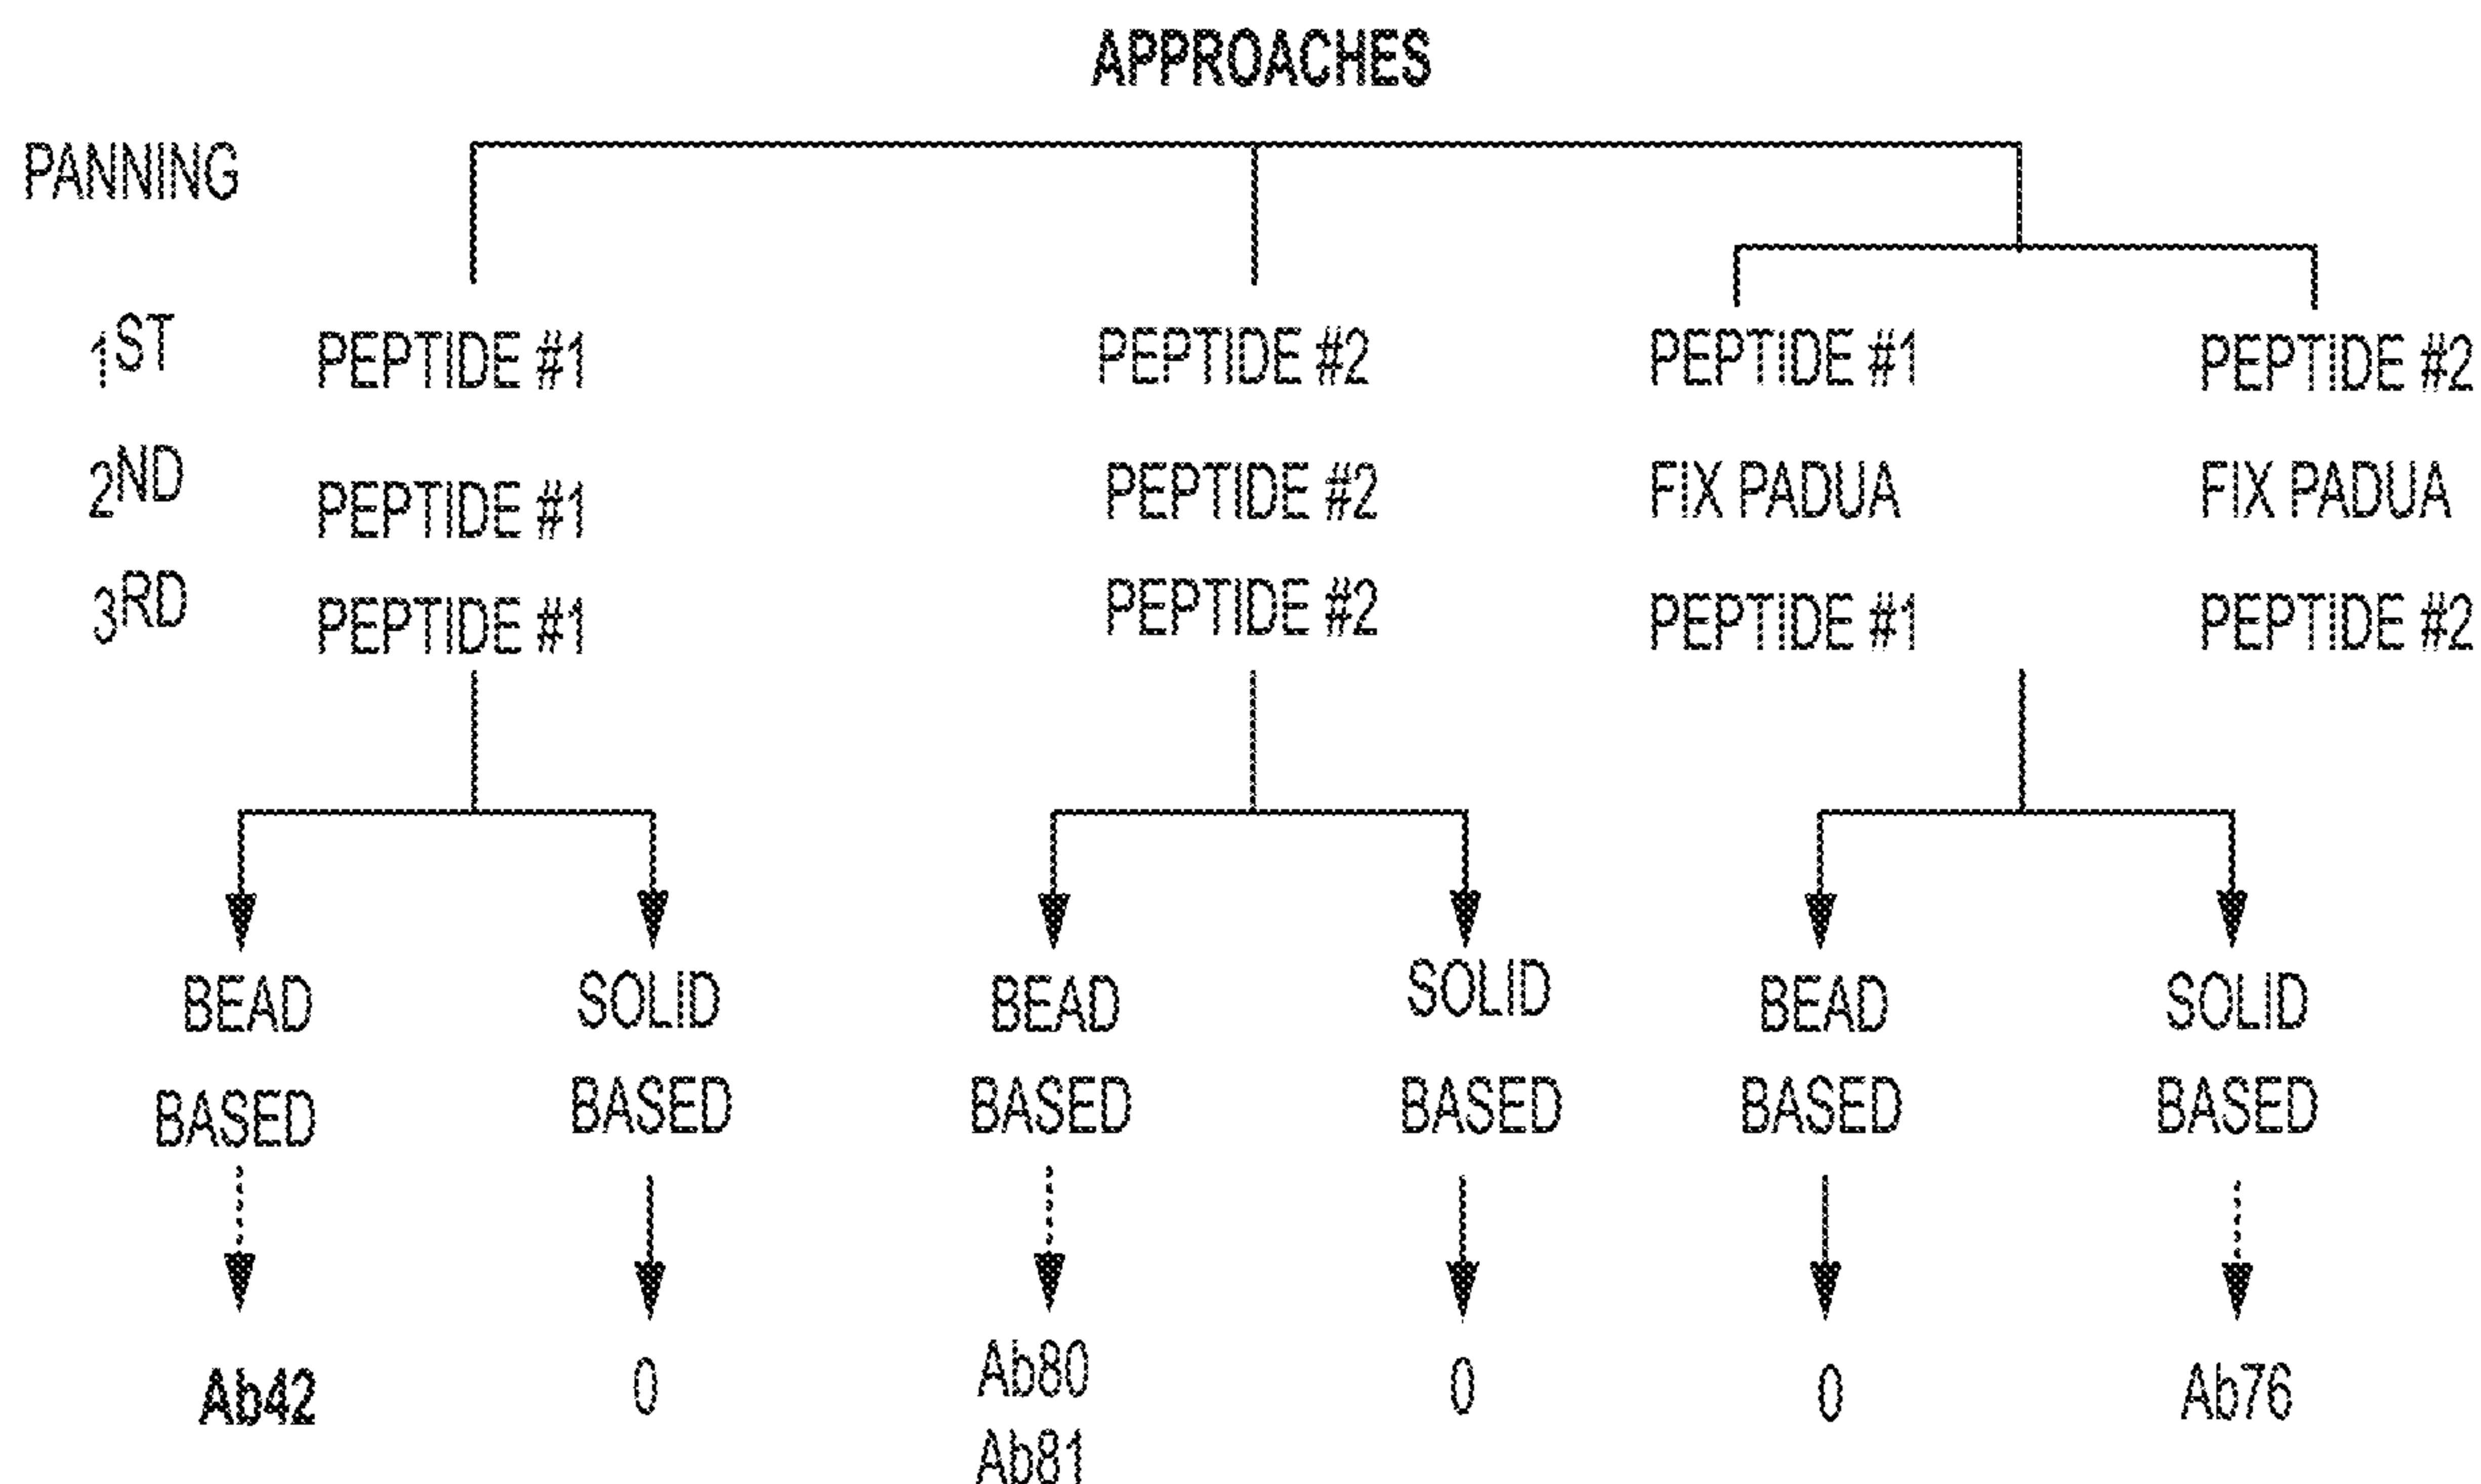 APPROACHES
PANNING
1ST PEPTIDE #1 PEPTIDE #2 PEPTIDE #1 PEPTIDE #2
2ND PEPTIDE #1 PEPTIDE #2 FIX PADUA FIX PADUA
3RD PEPTIDE #1 PEPTIDE #2 PEPTIDE #1 PEPTIDE #2
BEAD SOLID BEAD SOLID BEAD SOLID
BASED BASED BASED BASED BASED BASED
Ab42 0 Ab80 0 0 Ab76
Ab81